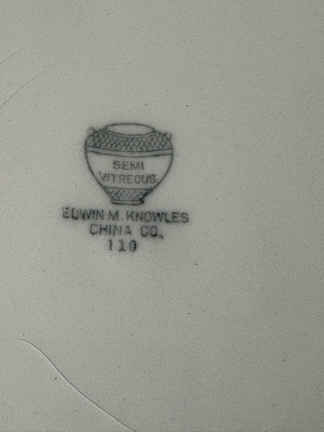 SEMI
VITREOUS
EDWIN M. KNOWLES
CHINA CO.
110